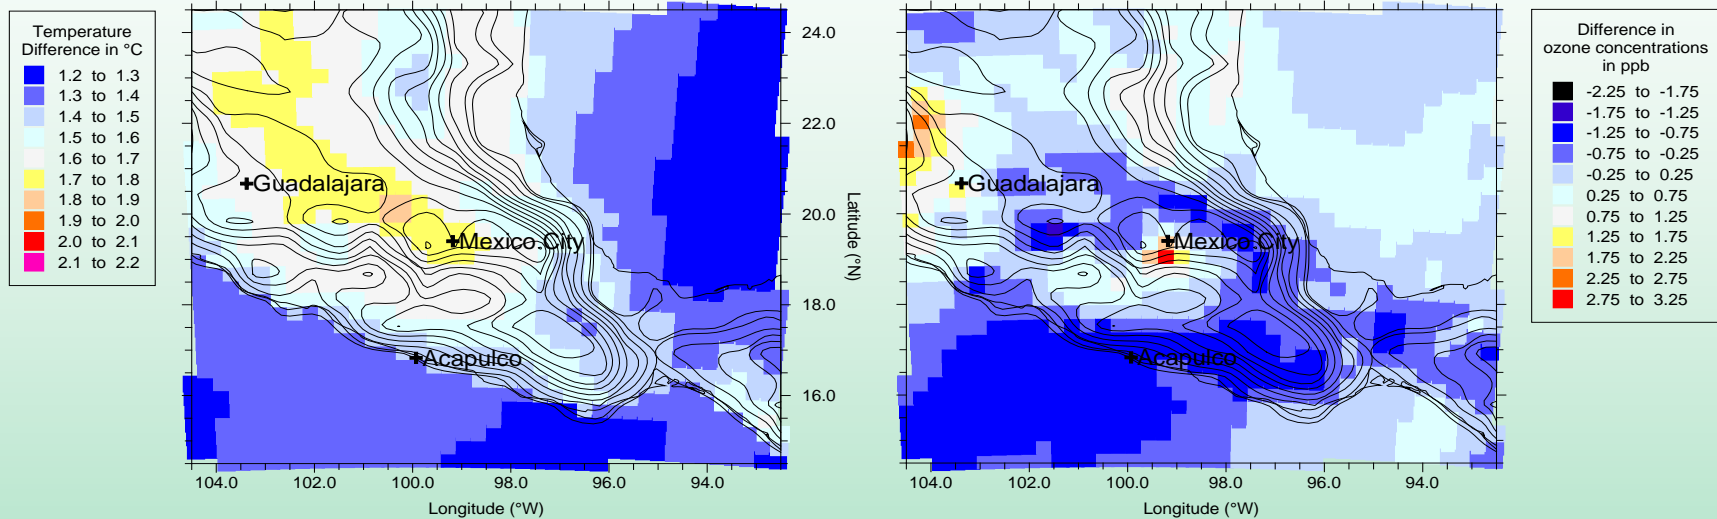 Temperature
Difference in °C
1.2 to 1.3
1.3 to 1.4
1.4 to 1.5
1.5 to 1.6
1.6 to 1.7
1.7 to 1.8
1.8 to 1.9
1.9 to 2.0
2.0 to 2.1
2.1 to 2.2
Guadalajara
Mexico City
Acapulco
104.0 102.0 100.0 98.0 96.0 94.0
Longitude (°W)
24.0
22.0
20.0
18.0
16.0
Latitude (°N)
Guadalajara
Mexico City
Acapulco
104.0 102.0 100.0 98.0 96.0 94.0
Longitude (°W)
Difference in
ozone concentrations
in ppb
-2.25 to -1.75
-1.75 to -1.25
-1.25 to -0.75
-0.75 to -0.25
-0.25 to 0.25
0.25 to 0.75
0.75 to 1.25
1.25 to 1.75
1.75 to 2.25
2.25 to 2.75
2.75 to 3.25